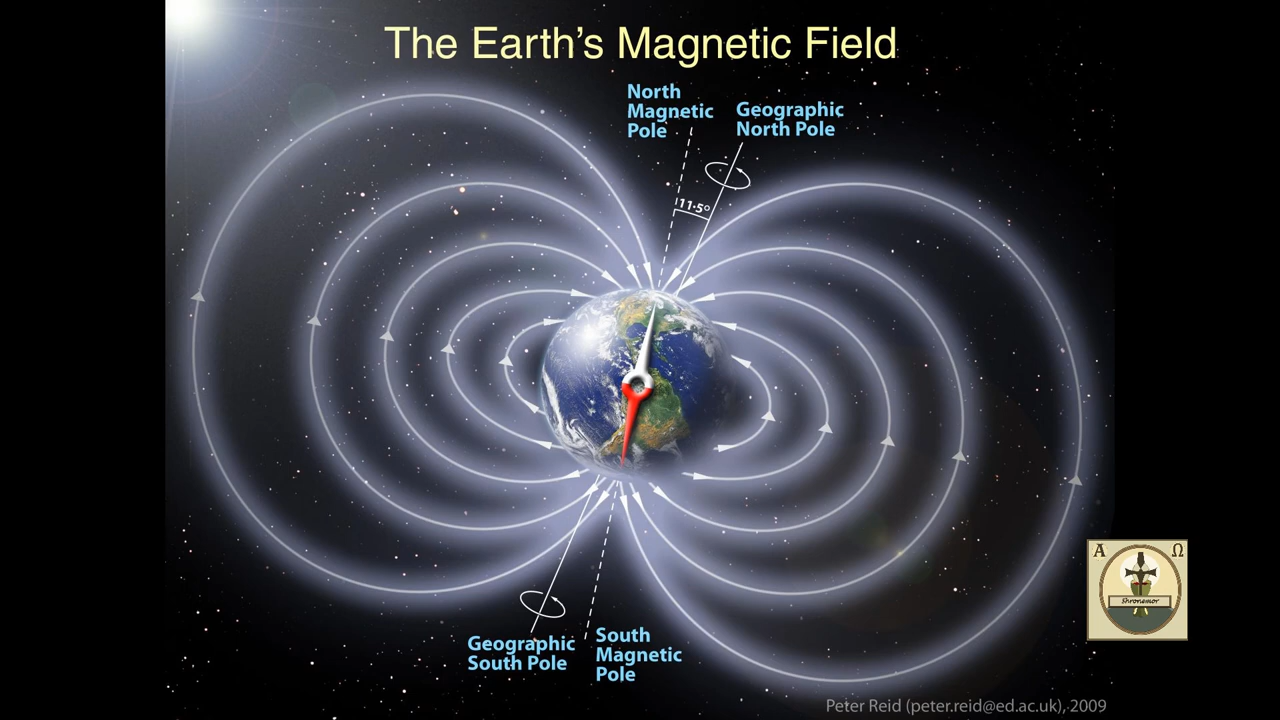 The Earth's Magnetic Field
North
Magnetic
Pole
Geographic
North Pole
11·5°
Α
Ω
Shronemor
Geographic
South Pole
South
Magnetic
Pole
Peter Reid (peter.reid@ed.ac.uk), 2009